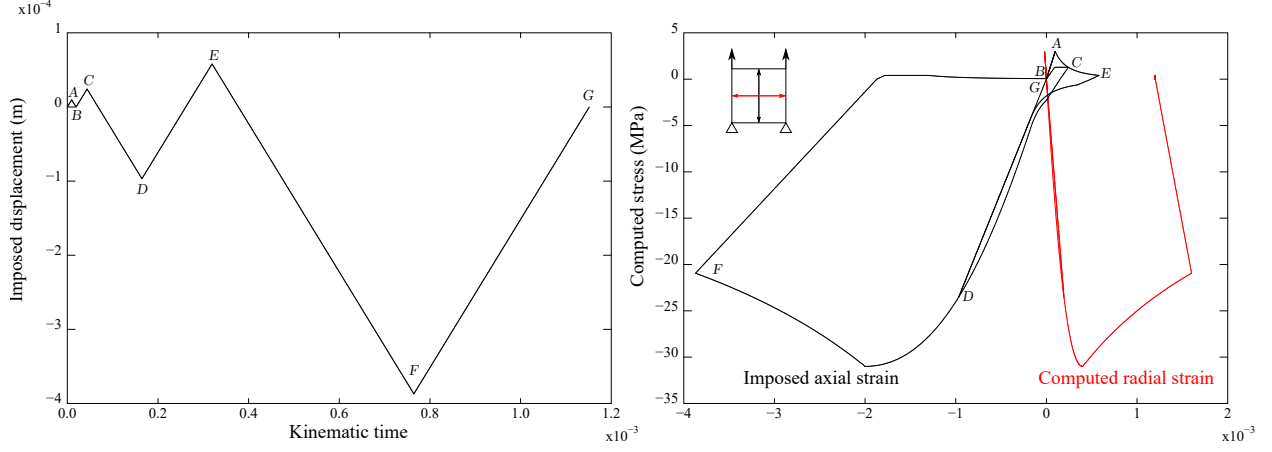 x10⁻⁴
1
0
−1
−2
−3
−4
0.0
0.2
0.4
0.6
0.8
1.0
1.2
x10⁻³
Imposed displacement (m)
Kinematic time
A
B
C
D
E
F
G
5
0
−5
−10
−15
−20
−25
−30
−35
−4
−3
−2
−1
0
1
2
x10⁻³
Computed stress (MPa)
A
B
C
G
E
D
F
Imposed axial strain
Computed radial strain